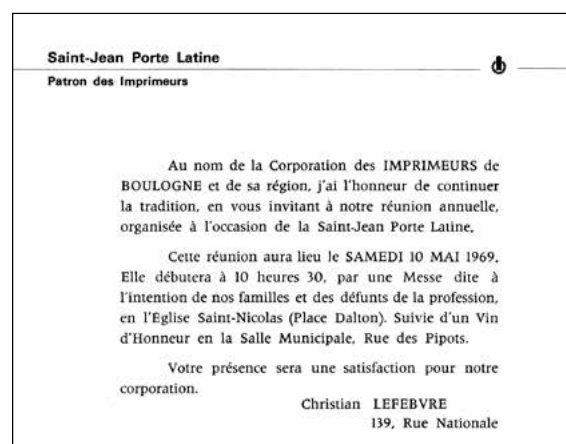 Saint-Jean Porte Latine
Patron des Imprimeurs
Au nom de la Corporation des IMPRIMEURS de
BOULOGNE et de sa région, j'ai l'honneur de continuer
la tradition, en vous invitant à notre réunion annuelle,
organisée à l'occasion de la Saint-Jean Porte Latine.
Cette réunion aura lieu le SAMEDI 10 MAI 1969.
Elle débutera à 10 heures 30, par une Messe dite à
l'intention de nos familles et des défunts de la profession,
en l'Église Saint-Nicolas (Place Dalton). Suivie d'un Vin
d'Honneur en la Salle Municipale, Rue des Pipots.
Votre présence sera une satisfaction pour notre
corporation.
Christian LEFEBVRE
139, Rue Nationale